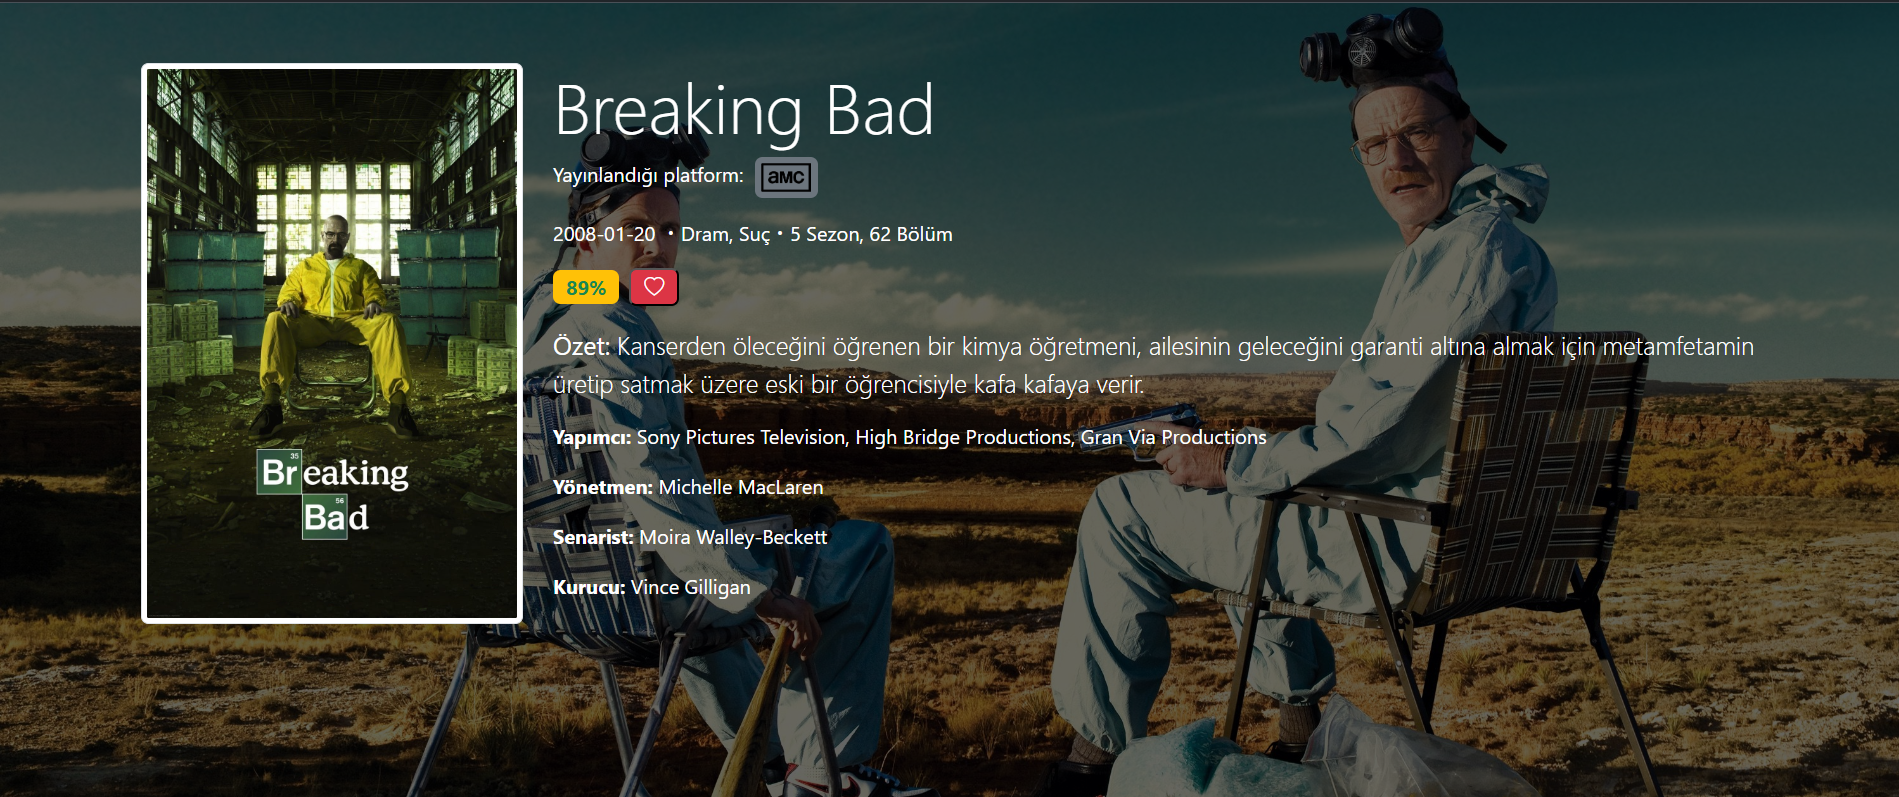 Breaking Bad
Yayınlandığı platform: aMC
2008-01-20 • Dram, Suç • 5 Sezon, 62 Bölüm
89%
Özet: Kanserden öleceğini öğrenen bir kimya öğretmeni, ailesinin geleceğini garanti altına almak için metamfetamin
üretip satmak üzere eski bir öğrencisiyle kafa kafaya verir.
Yapımcı: Sony Pictures Television, High Bridge Productions, Gran Via Productions
Yönetmen: Michelle MacLaren
Senarist: Moira Walley-Beckett
Kurucu: Vince Gilligan
35
Breaking
56
Bad